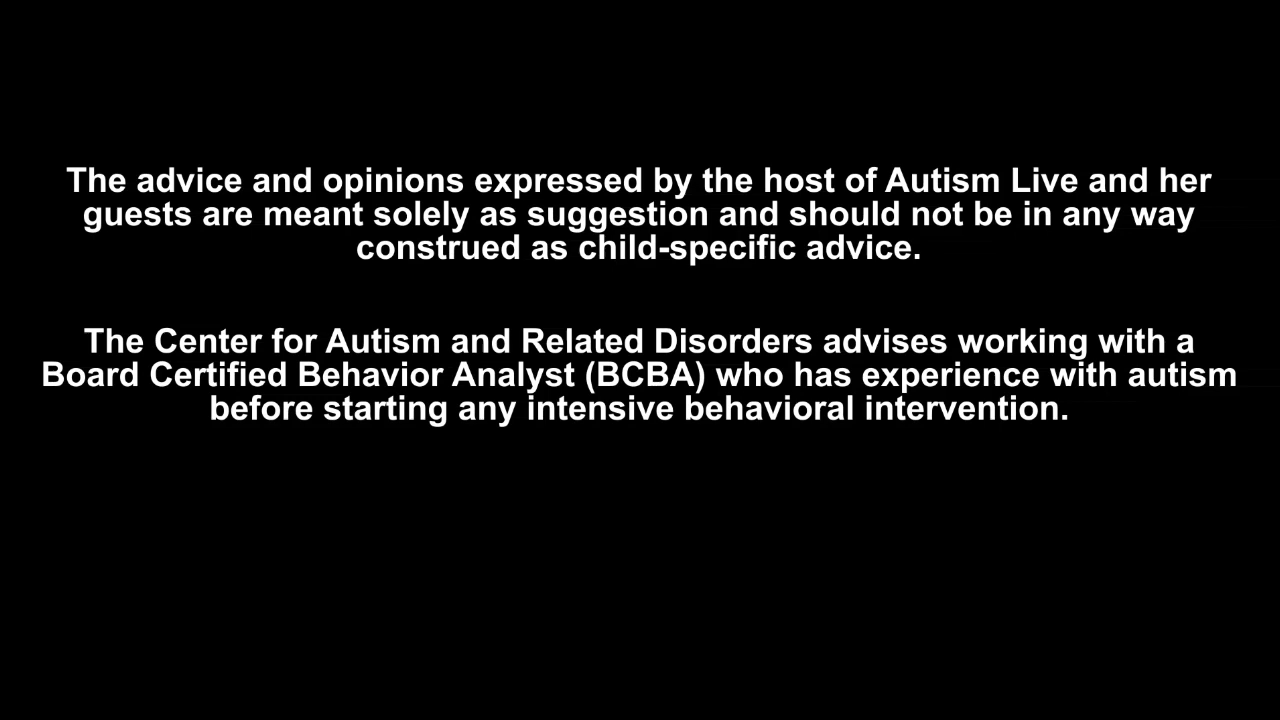 The advice and opinions expressed by the host of Autism Live and her
guests are meant solely as suggestion and should not be in any way
construed as child-specific advice.
The Center for Autism and Related Disorders advises working with a
Board Certified Behavior Analyst (BCBA) who has experience with autism
before starting any intensive behavioral intervention.